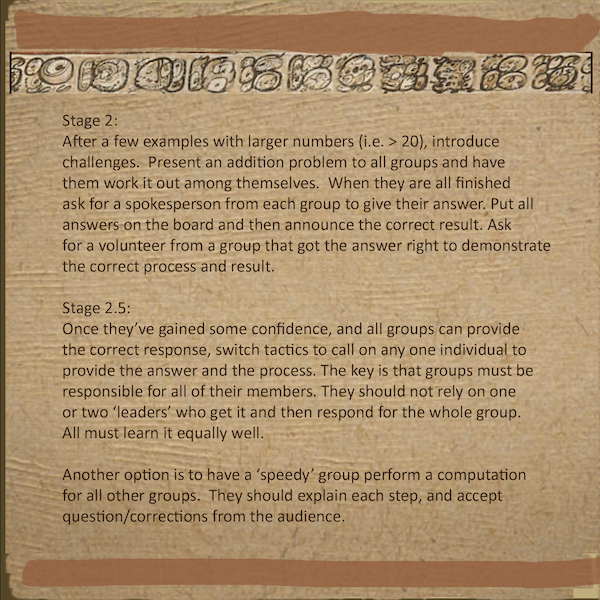 Stage 2:
After a few examples with larger numbers (i.e. > 20), introduce
challenges.  Present an addition problem to all groups and have
them work it out among themselves.  When they are all finished
ask for a spokesperson from each group to give their answer. Put all
answers on the board and then announce the correct result. Ask
for a volunteer from a group that got the answer right to demonstrate
the correct process and result.

Stage 2.5:
Once they’ve gained some confidence, and all groups can provide
the correct response, switch tactics to call on any one individual to
provide the answer and the process. The key is that groups must be
responsible for all of their members. They should not rely on one
or two ‘leaders’ who get it and then respond for the whole group.
All must learn it equally well.

Another option is to have a ‘speedy’ group perform a computation
for all other groups.  They should explain each step, and accept
question/corrections from the audience.